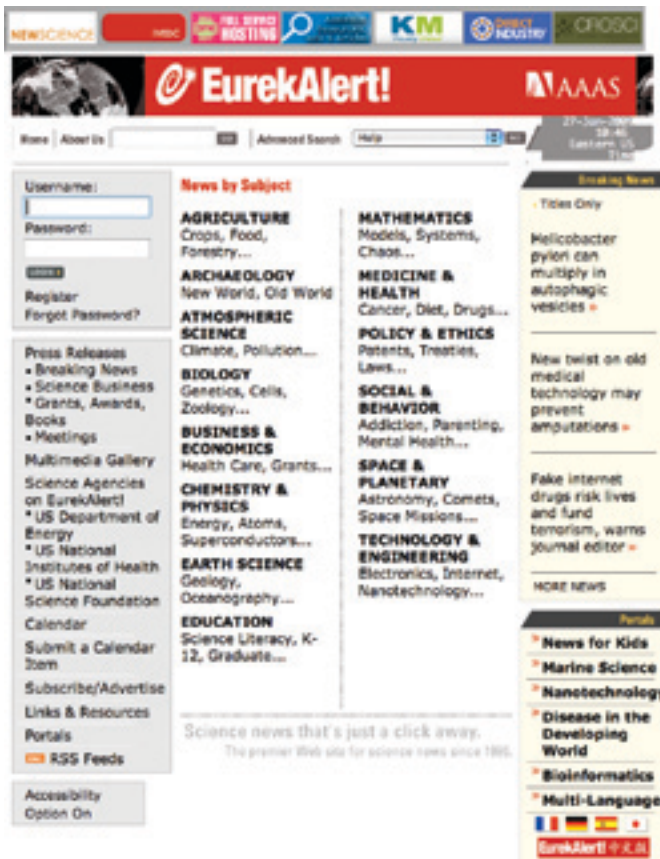 NEWSCIENCE
FULL SERVICE
HOSTING
KM
DIRECT
INDUSTRY
CROSCI
EurekAlert!
AAAS
Home | About Us
Advanced Search
Help
10:46
Eastern US
Time
Username:
Password:
Register
Forgot Password?
Press Releases
• Breaking News
• Science Business
• Grants, Awards,
Books
• Meetings
Multimedia Gallery
Science Agencies
on EurekAlert!
• US Department of
Energy
• US National
Institutes of Health
• US National
Science Foundation
Calendar
Submit a Calendar
Item
Subscribe/Advertise
Links & Resources
Portals
RSS Feeds
Accessibility
Option On
News by Subject
AGRICULTURE
Crops, Food,
Forestry...
ARCHAEOLOGY
New World, Old World
ATMOSPHERIC
SCIENCE
Climate, Pollution...
BIOLOGY
Genetics, Cells,
Zoology...
BUSINESS &
ECONOMICS
Health Care, Grants...
CHEMISTRY &
PHYSICS
Energy, Atoms,
Superconductors...
EARTH SCIENCE
Geology,
Oceanography...
EDUCATION
Science Literacy, K-
12, Graduate...
MATHEMATICS
Models, Systems,
Chaos...
MEDICINE &
HEALTH
Cancer, Diet, Drugs...
POLICY & ETHICS
Patents, Treaties,
Laws...
SOCIAL &
BEHAVIOR
Addiction, Parenting,
Mental Health...
SPACE &
PLANETARY
Astronomy, Comets,
Space Missions...
TECHNOLOGY &
ENGINEERING
Electronics, Internet,
Nanotechnology...
Science news that's just a click away.
The premier Web site for science news since 1996.
Breaking News
Titles Only
Helicobacter
pylori can
multiply in
autophagic
vesicles »
New twist on old
medical
technology may
prevent
amputations »
Fake internet
drugs risk lives
and fund
terrorism, warns
journal editor »
MORE NEWS
Portals
» News for Kids
» Marine Science
» Nanotechnology
» Disease in the
Developing
World
» Bioinformatics
» Multi-Language
EurekAlert! 中文版